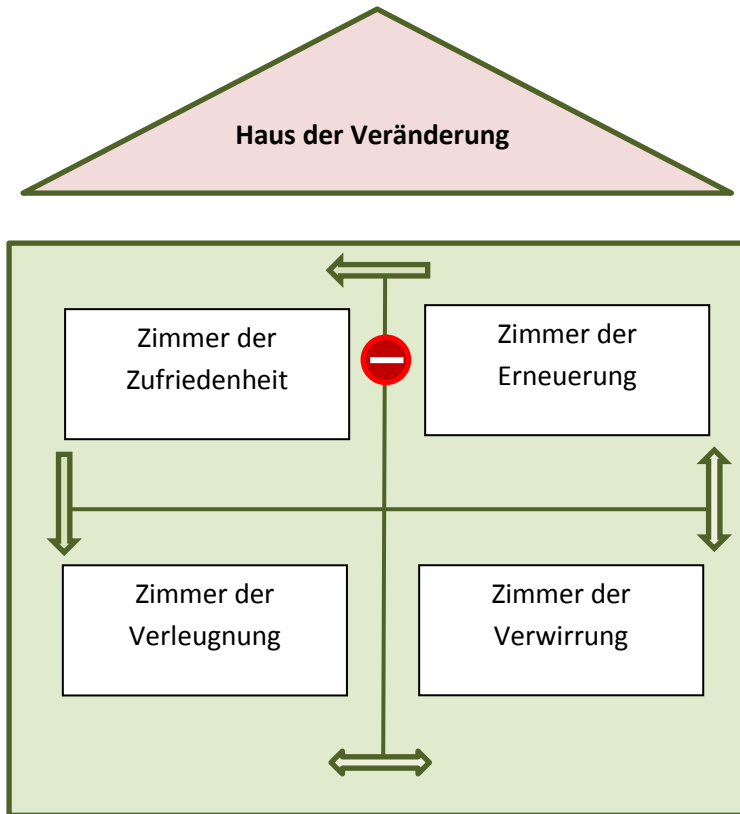 Haus der Veränderung
Zimmer der
Zufriedenheit
Zimmer der
Erneuerung
Zimmer der
Verleugnung
Zimmer der
Verwirrung